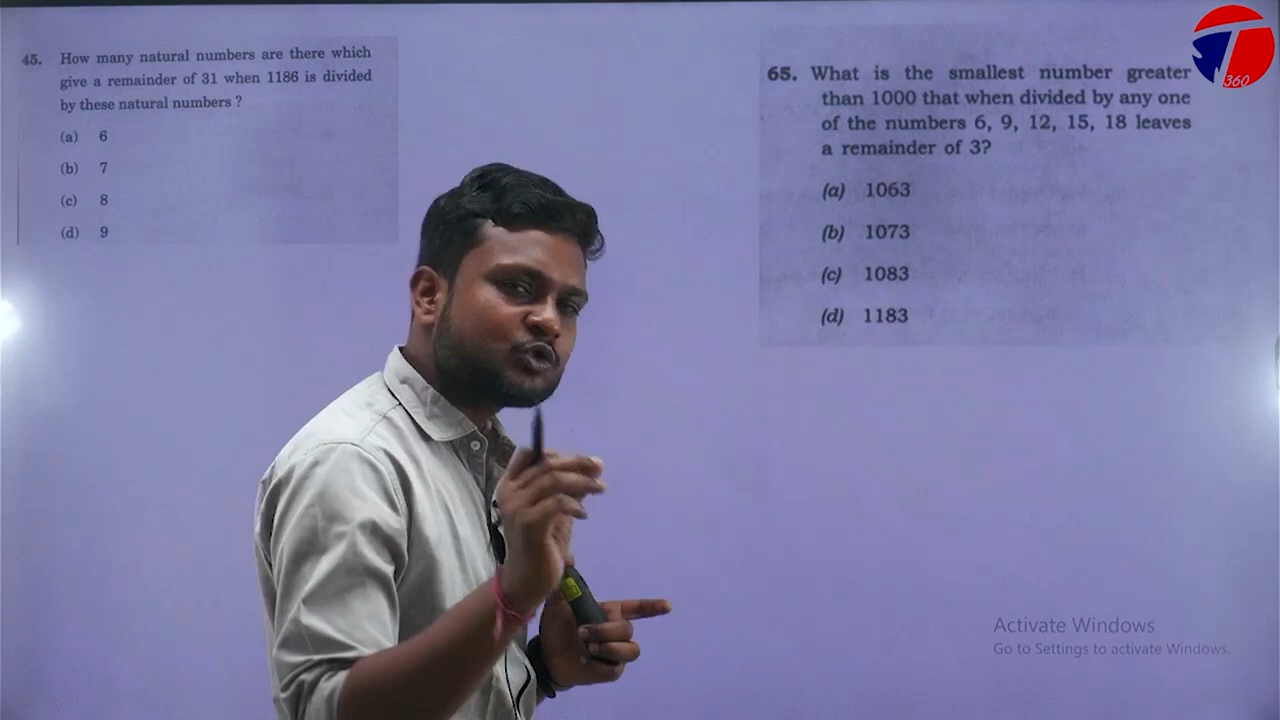 45. How many natural numbers are there which
give a remainder of 31 when 1186 is divided
by these natural numbers ?
(a) 6
(b) 7
(c) 8
(d) 9
65. What is the smallest number greater
than 1000 that when divided by any one
of the numbers 6, 9, 12, 15, 18 leaves
a remainder of 3?
(a) 1063
(b) 1073
(c) 1083
(d) 1183
T
360
Activate Windows
Go to Settings to activate Windows.